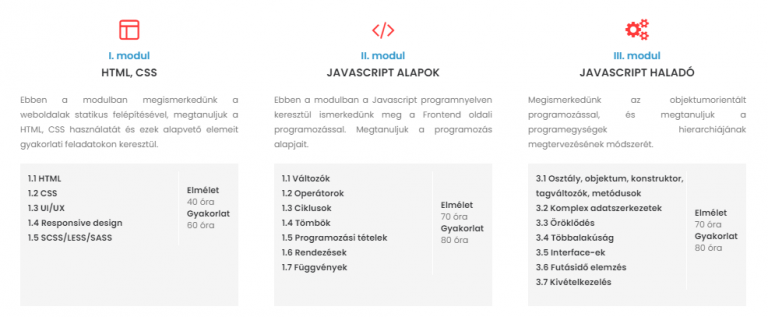 I. modul
HTML, CSS
Ebben a modulban megismerkedünk a
weboldalak statikus felépítésével, megtanuljuk a
HTML, CSS használatát és ezek alapvető elemeit
gyakorlati feladatokon keresztül.
1.1 HTML
1.2 CSS
1.3 UI/UX
1.4 Responsive design
1.5 SCSS/LESS/SASS
Elmélet
40 óra
Gyakorlat
60 óra
II. modul
JAVASCRIPT ALAPOK
Ebben a modulban a Javascript programnyelven
keresztül ismerkedünk meg a Frontend oldali
programozással. Megtanuljuk a programozás
alapjait.
1.1 Változók
1.2 Operátorok
1.3 Ciklusok
1.4 Tömbök
1.5 Programozási tételek
1.6 Rendezések
1.7 Függvények
Elmélet
70 óra
Gyakorlat
80 óra
III. modul
JAVASCRIPT HALADÓ
Megismerkedünk az objektumorientált
programozással, és megtanuljuk a
programegységek hierarchiájának
megtervezésének módszerét.
3.1 Osztály, objektum, konstruktor,
tagváltozók, metódusok
3.2 Komplex adatszerkezetek
3.3 Öröklődés
3.4 Többalakúság
3.5 Interface-ek
3.6 Futásidő elemzés
3.7 Kivételkezelés
Elmélet
70 óra
Gyakorlat
80 óra